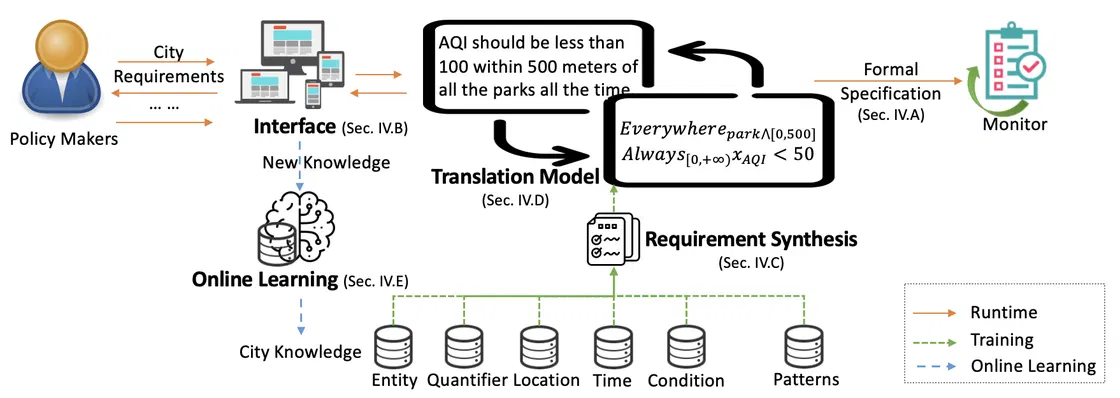 City
Requirements
... ...
Policy Makers
Interface (Sec. IV.B)
New Knowledge
Online Learning (Sec. IV.E)
City Knowledge
AQI should be less than
100 within 500 meters of
all the parks all the time
Everywhere_park∧[0,500]
Always_[0,+∞) x_AQI < 50
Translation Model
(Sec. IV.D)
Formal
Specification
(Sec. IV.A)
Monitor
Requirement Synthesis
(Sec. IV.C)
Entity Quantifier Location Time Condition Patterns
Runtime
Training
Online Learning